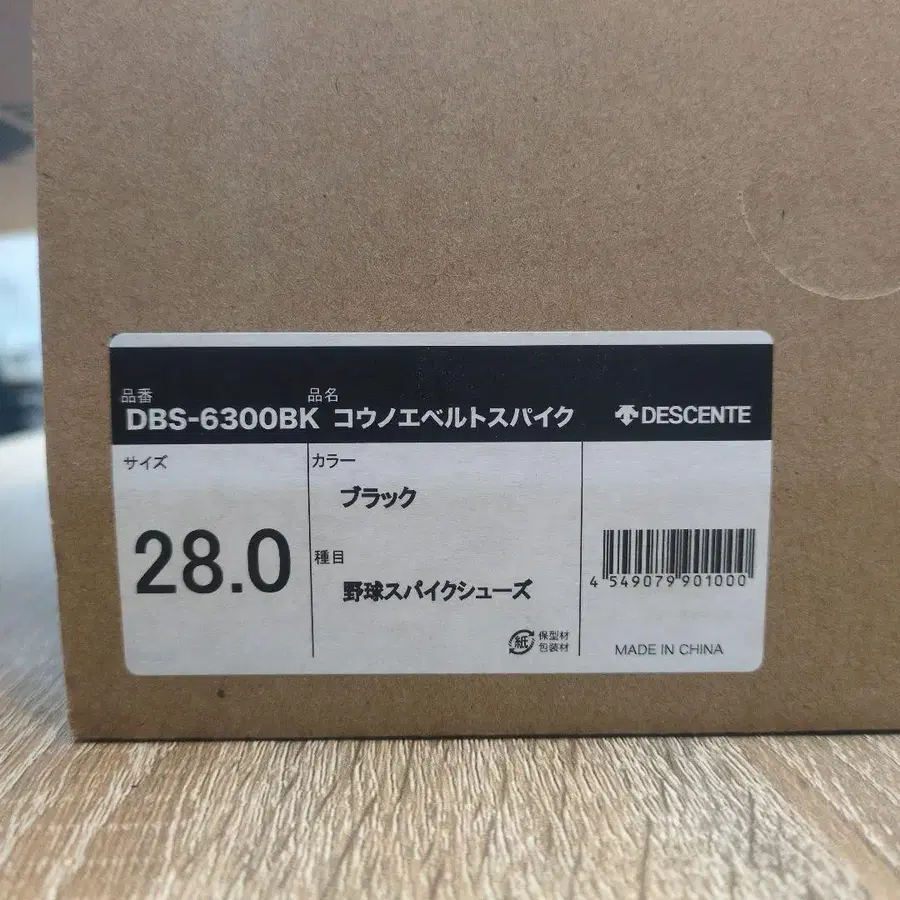 品番 品名
DBS-6300BK コウノエベルトスパイク DESCENTE
サイズ
28.0
カラー
ブラック
種目
野球スパイクシューズ
紙 保型材
包装材
4 549079 901000
MADE IN CHINA